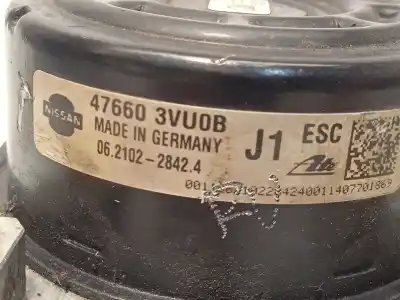 NISSAN
47660 3VU0B
MADE IN GERMANY
06.2102-2842.4
J1
ESC
Ate